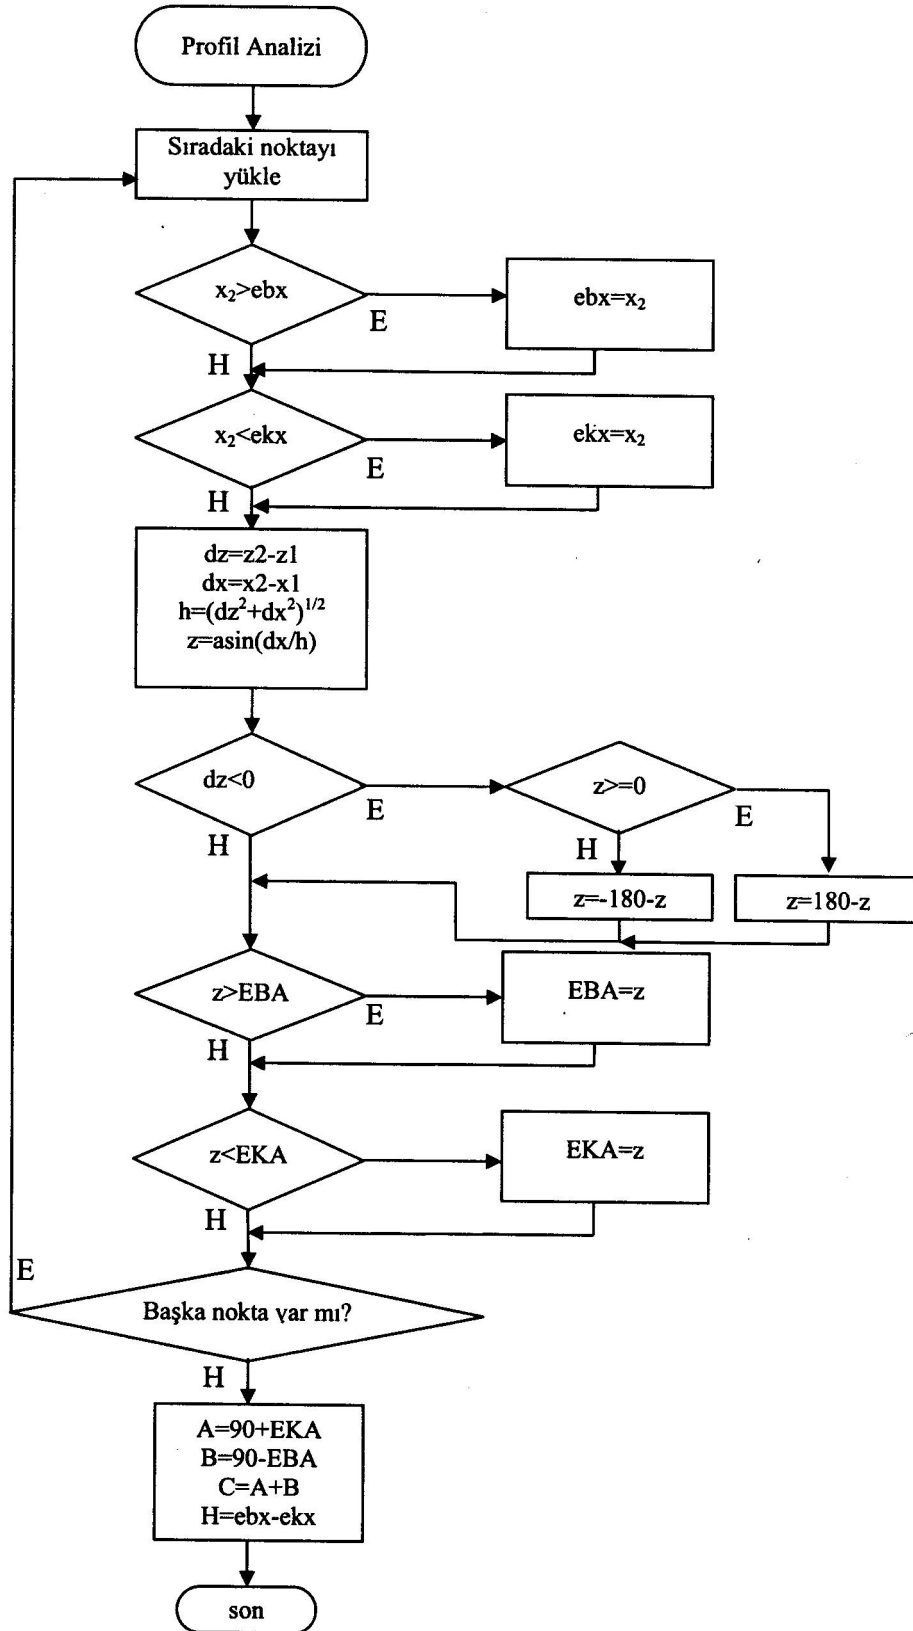 Profil Analizi
Sıradaki noktayı
yükle
x₂>ebx
E
ebx=x₂
H
x₂<ekx
E
ekx=x₂
H
dz=z2-z1
dx=x2-x1
h=(dz²+dx²)^1/2
z=asin(dx/h)
dz<0
E
z>=0
E
H
H
z=-180-z
z=180-z
z>EBA
E
EBA=z
H
z<EKA
EKA=z
H
E
Başka nokta var mı?
H
A=90+EKA
B=90-EBA
C=A+B
H=ebx-ekx
son